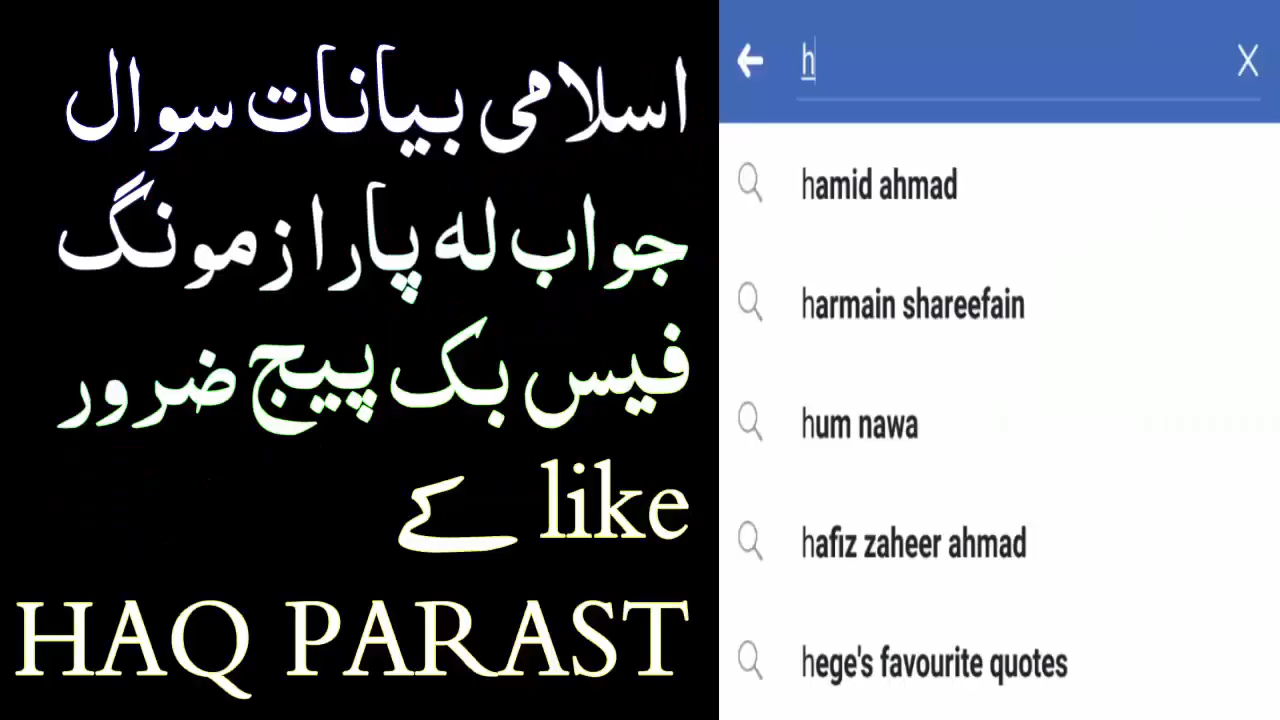 اسلامی بیانات سوال
جواب له پارا زمونگ
فیس بک پیج ضرور
like کے
HAQ PARAST
h
hamid ahmad
harmain shareefain
hum nawa
hafiz zaheer ahmad
hege's favourite quotes